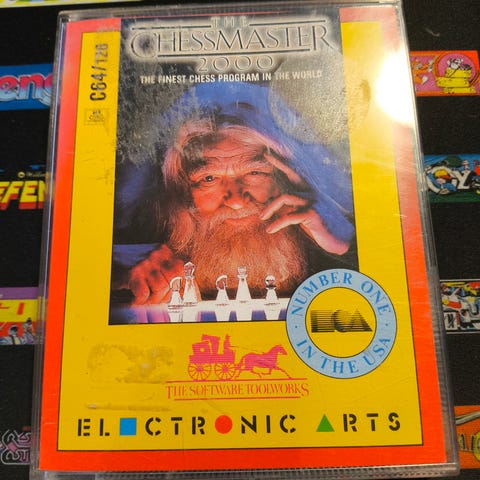 THE
CHESSMASTER
2000
THE FINEST CHESS PROGRAM IN THE WORLD
C64/128
NUMBER ONE
IN THE USA
THE SOFTWARE TOOLWORKS
ELECTRONIC ARTS